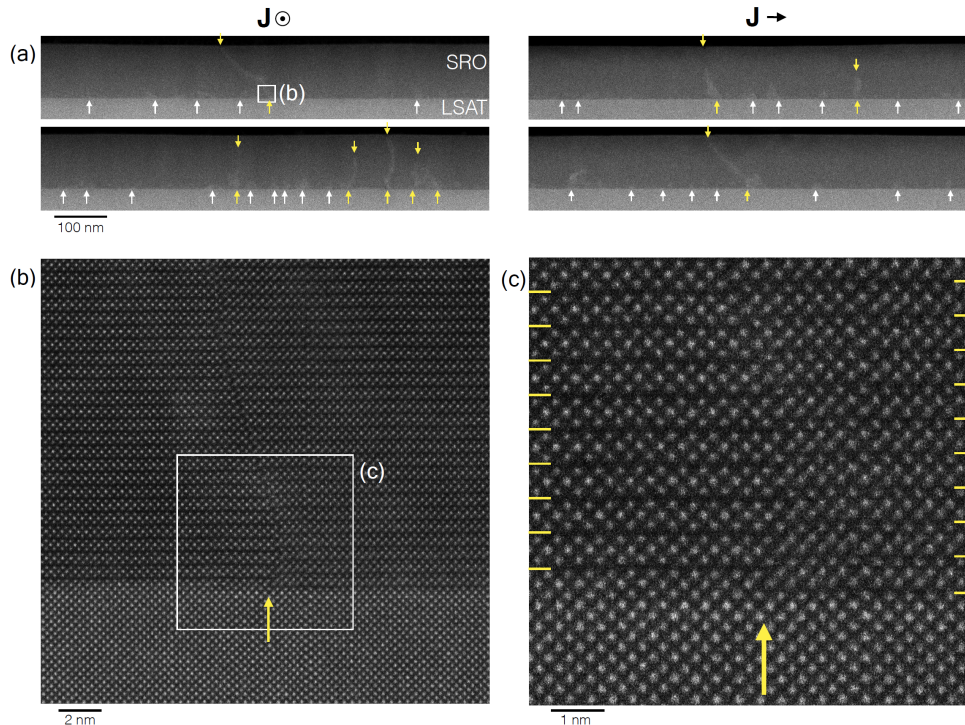 J ⊙
J →
(a)
SRO
(b)
LSAT
100 nm
(b)
(c)
2 nm
(c)
1 nm